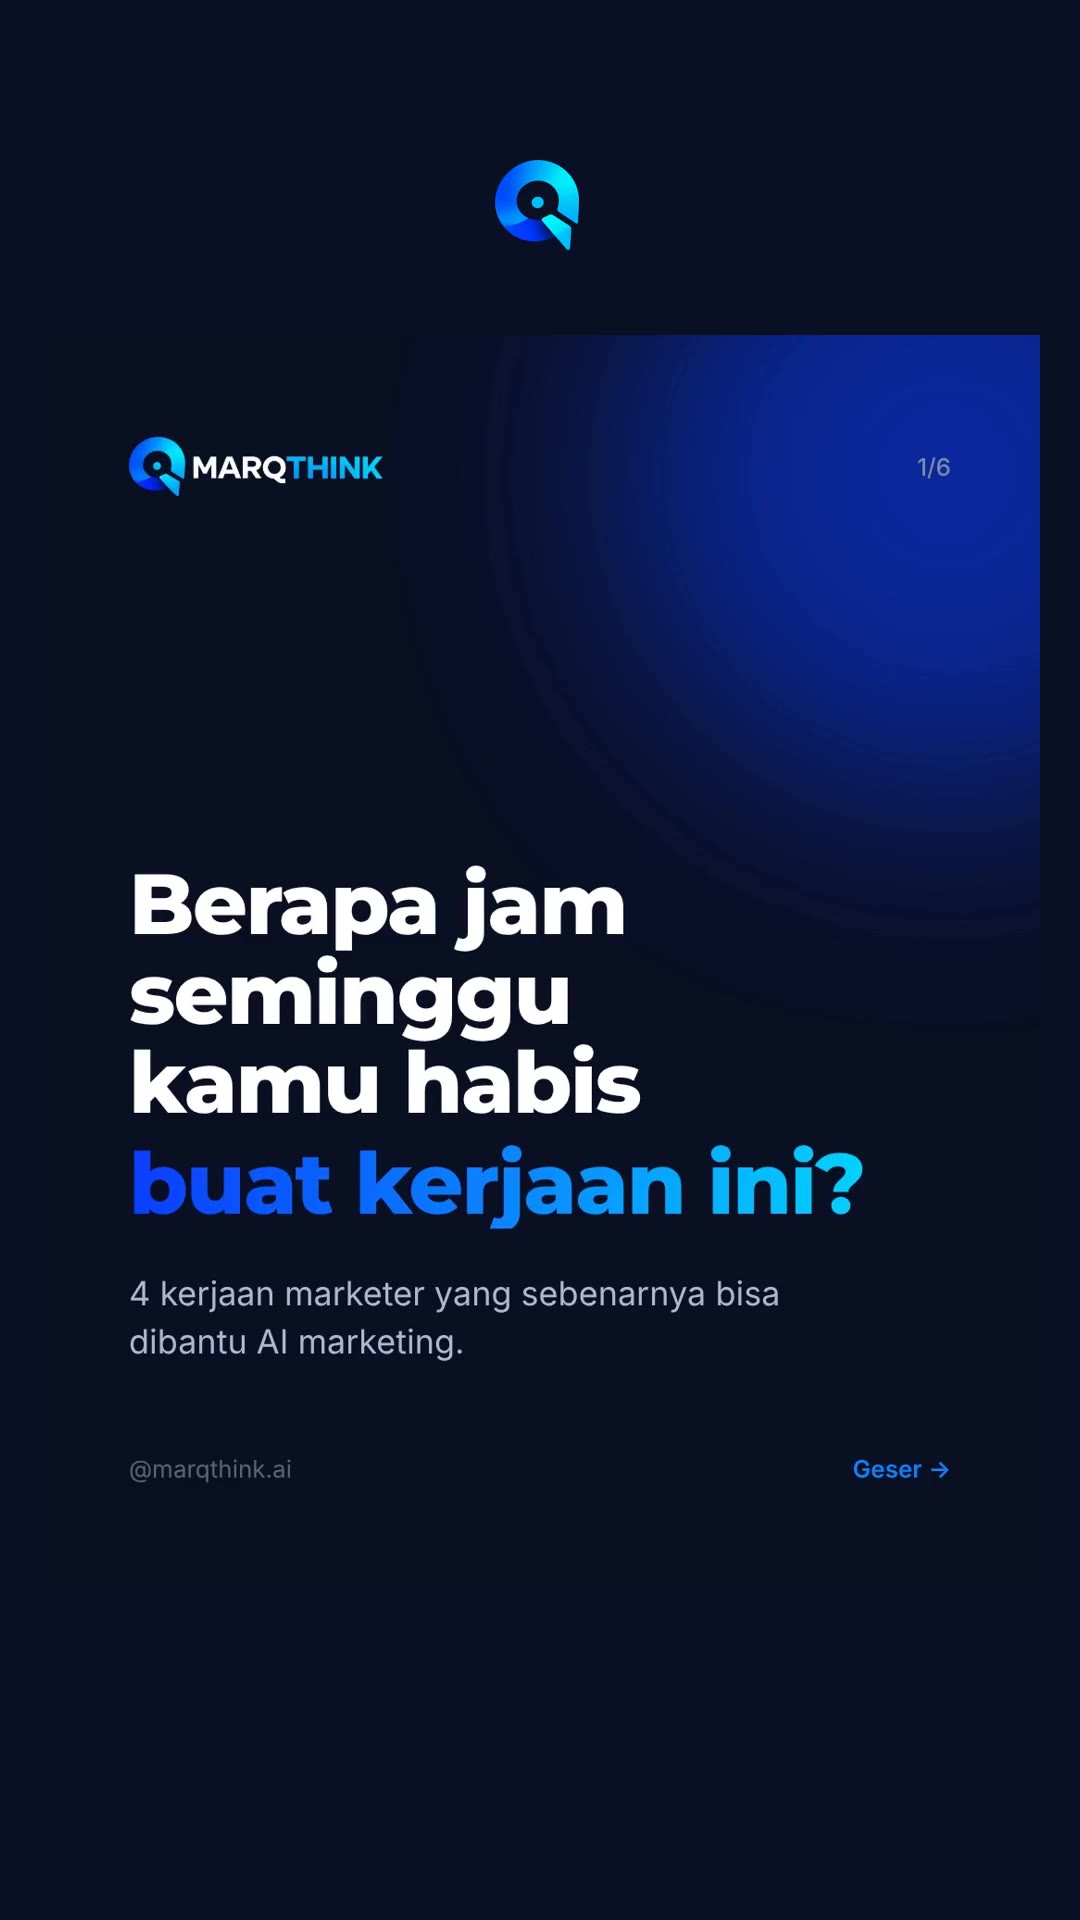 MARQTHINK
1/6
Berapa jam
seminggu
kamu habis
buat kerjaan ini?
4 kerjaan marketer yang sebenarnya bisa
dibantu AI marketing.
@marqthink.ai
Geser →